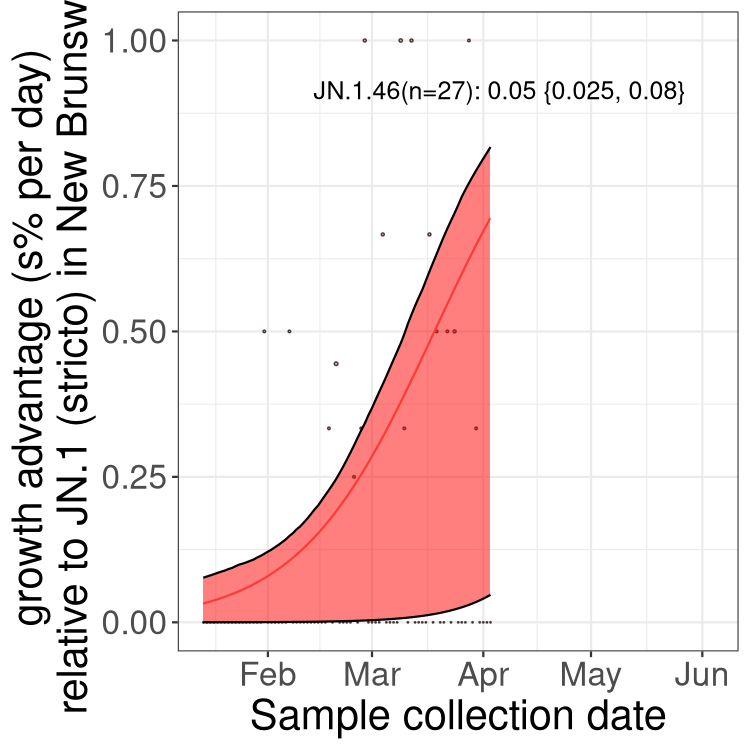 growth advantage (s% per day)
relative to JN.1 (stricto) in New Brunsw
1.00
0.75
0.50
0.25
0.00
JN.1.46(n=27): 0.05 {0.025, 0.08}
Feb Mar Apr May Jun
Sample collection date